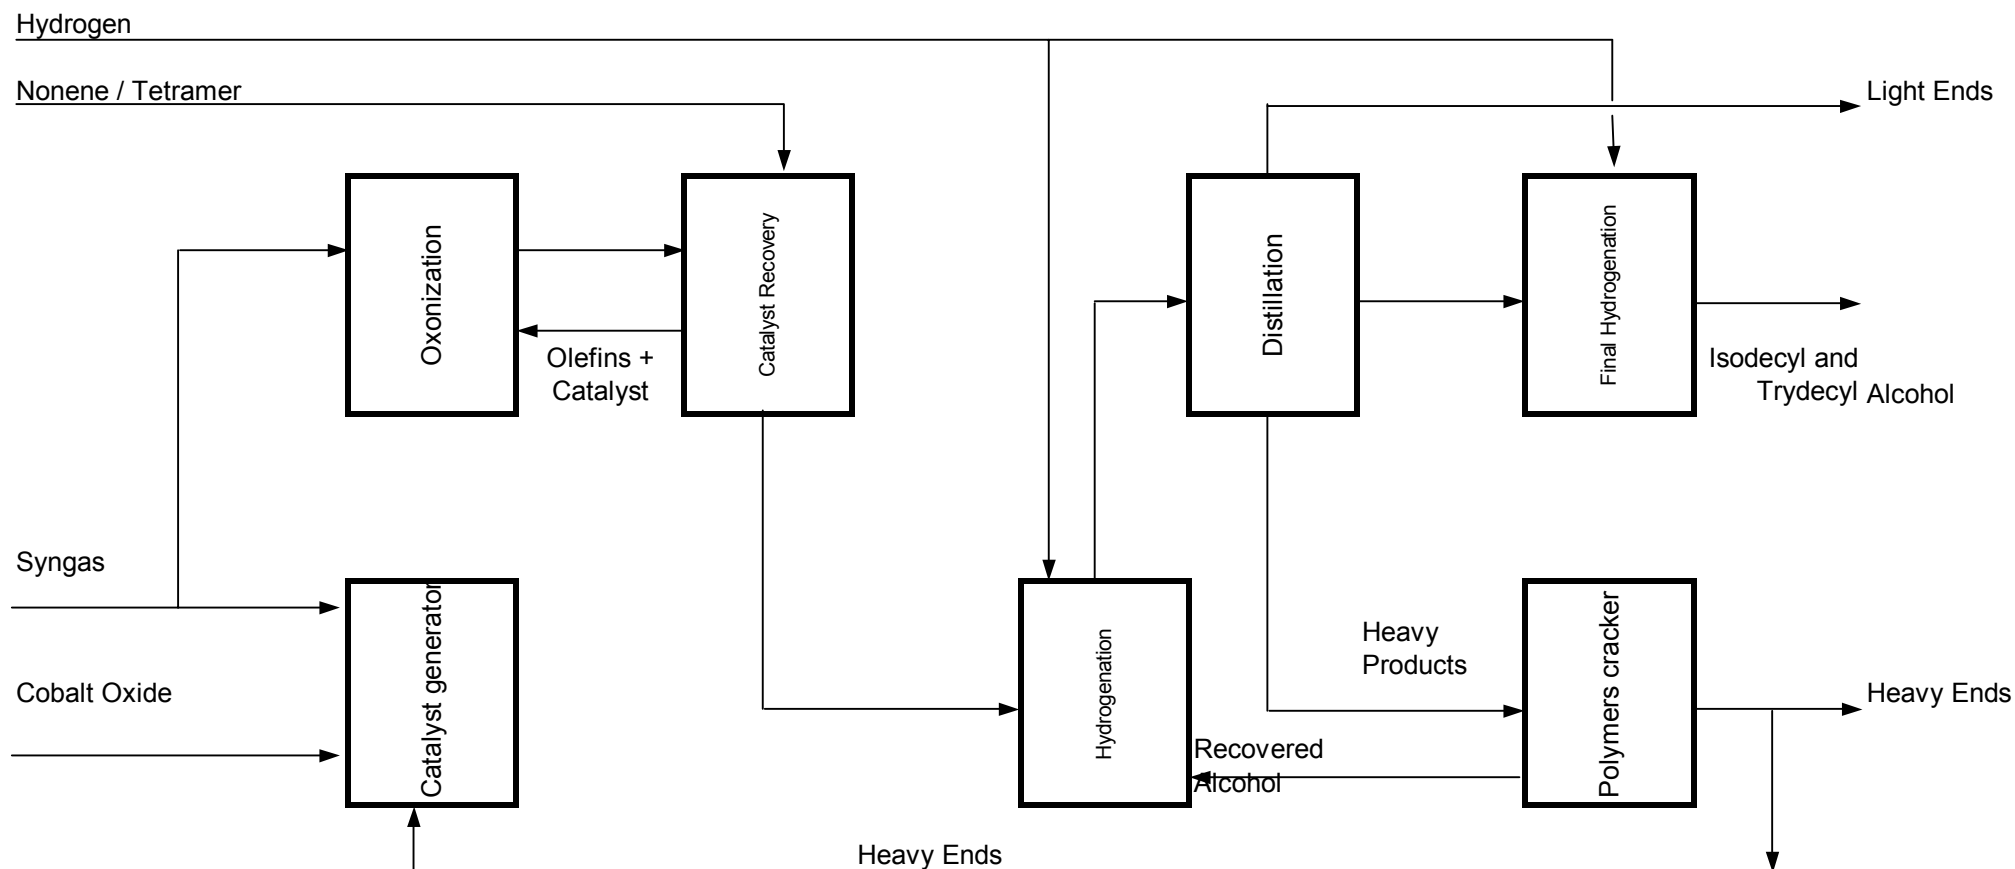 Hydrogen
Nonene / Tetramer
Light Ends
Oxonization
Catalyst Recovery
Distillation
Final Hydrogenation
Olefins +
Catalyst
Isodecyl and
Trydecyl
Alcohol
Syngas
Cobalt Oxide
Catalyst generator
Hydrogenation
Heavy
Products
Polymers cracker
Heavy Ends
Recovered
Alcohol
Heavy Ends